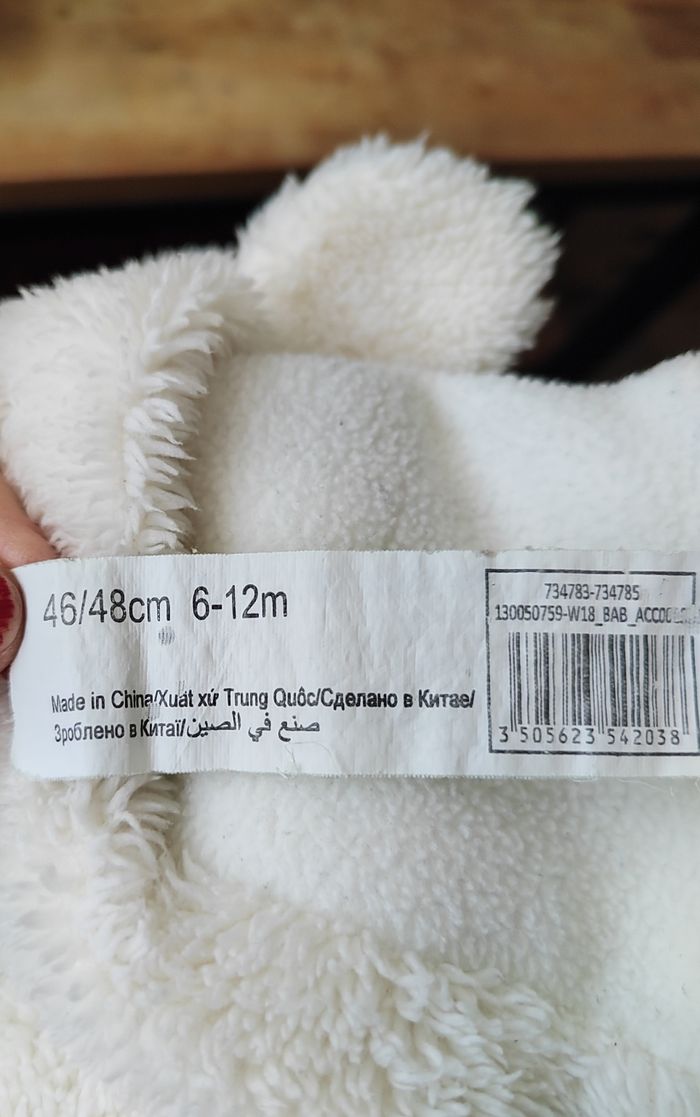 46/48cm 6-12m
Made in China/Xuất xứ Trung Quốc/Сделано в Китае/
Зроблено в Китаї/صنع في الصين
734783-734785
130050759-W18_BAB_ACCO
3 505623 542038